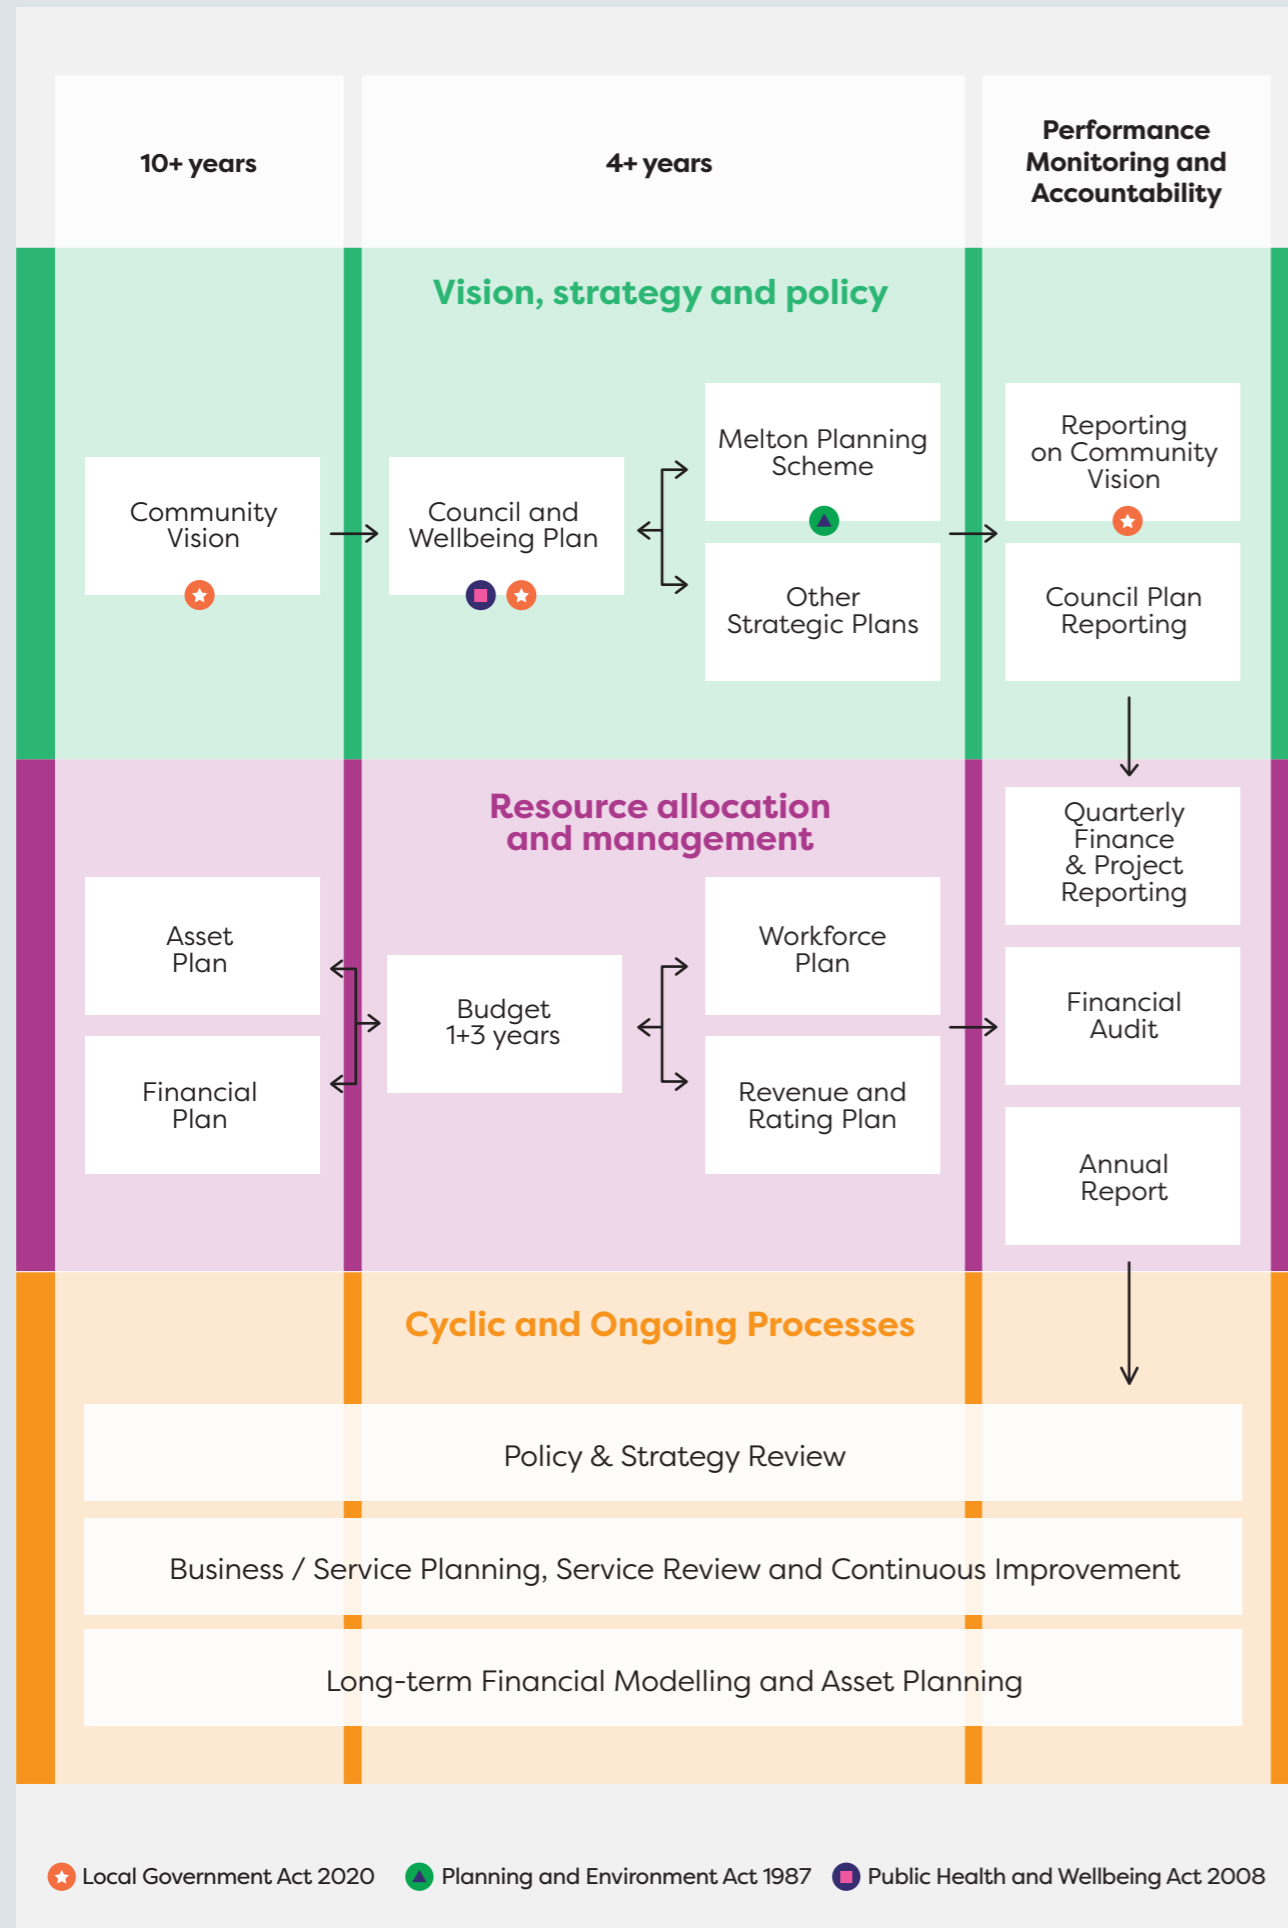 10+ years
4+ years
Performance
Monitoring and
Accountability
Vision, strategy and policy
Community
Vision
Council and
Wellbeing Plan
Melton Planning
Scheme
Other
Strategic Plans
Reporting
on Community
Vision
Council Plan
Reporting
Resource allocation
and management
Asset
Plan
Financial
Plan
Budget
1+3 years
Workforce
Plan
Revenue and
Rating Plan
Quarterly
Finance
& Project
Reporting
Financial
Audit
Annual
Report
Cyclic and Ongoing Processes
Policy & Strategy Review
Business / Service Planning, Service Review and Continuous Improvement
Long-term Financial Modelling and Asset Planning
Local Government Act 2020
Planning and Environment Act 1987
Public Health and Wellbeing Act 2008